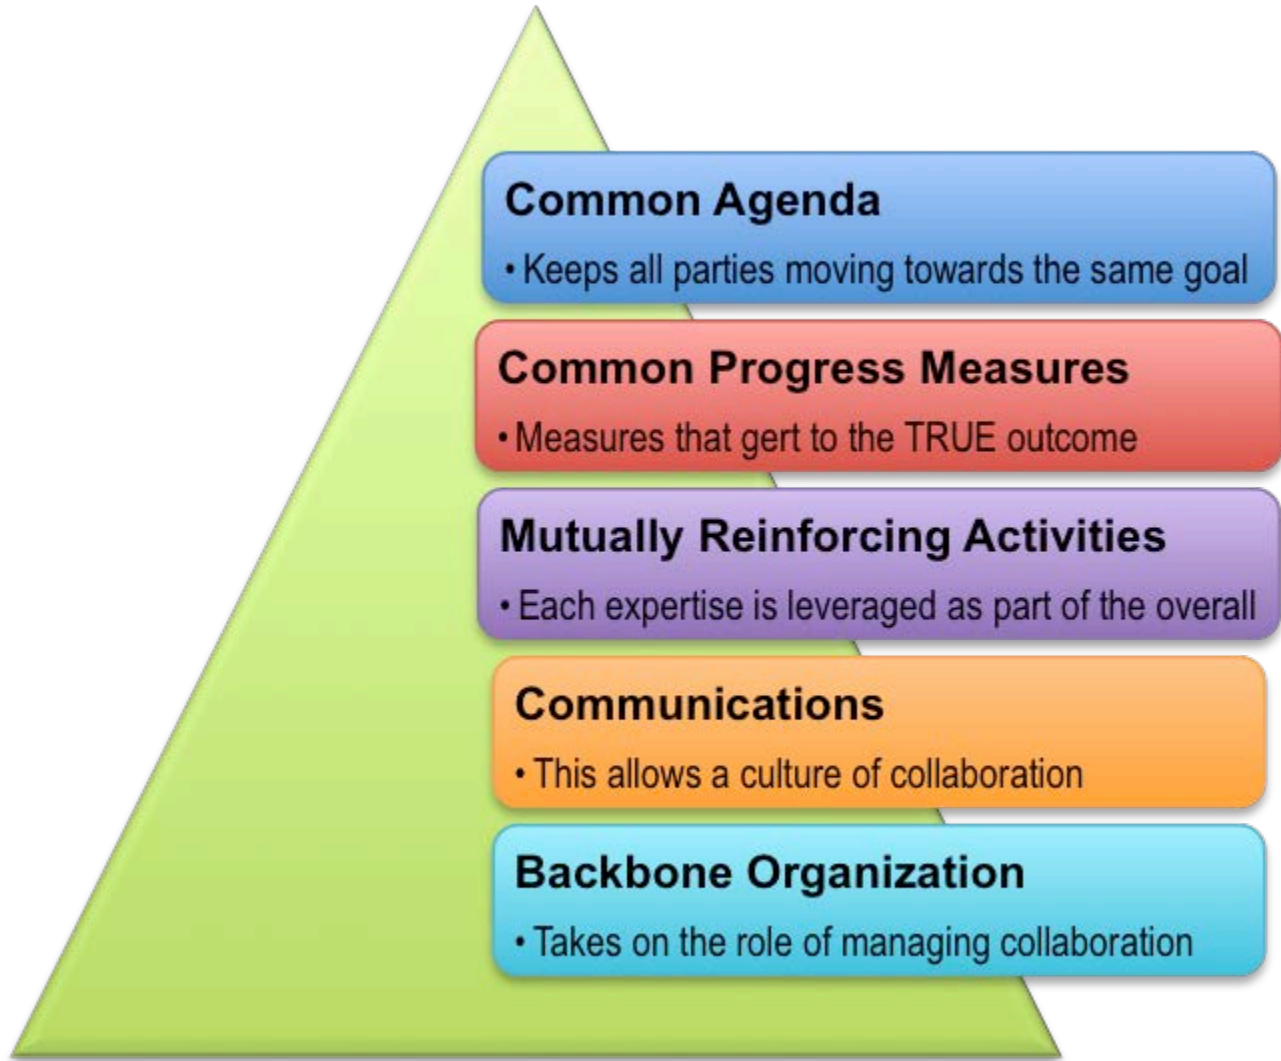 Common Agenda
• Keeps all parties moving towards the same goal
Common Progress Measures
• Measures that gert to the TRUE outcome
Mutually Reinforcing Activities
• Each expertise is leveraged as part of the overall
Communications
• This allows a culture of collaboration
Backbone Organization
• Takes on the role of managing collaboration